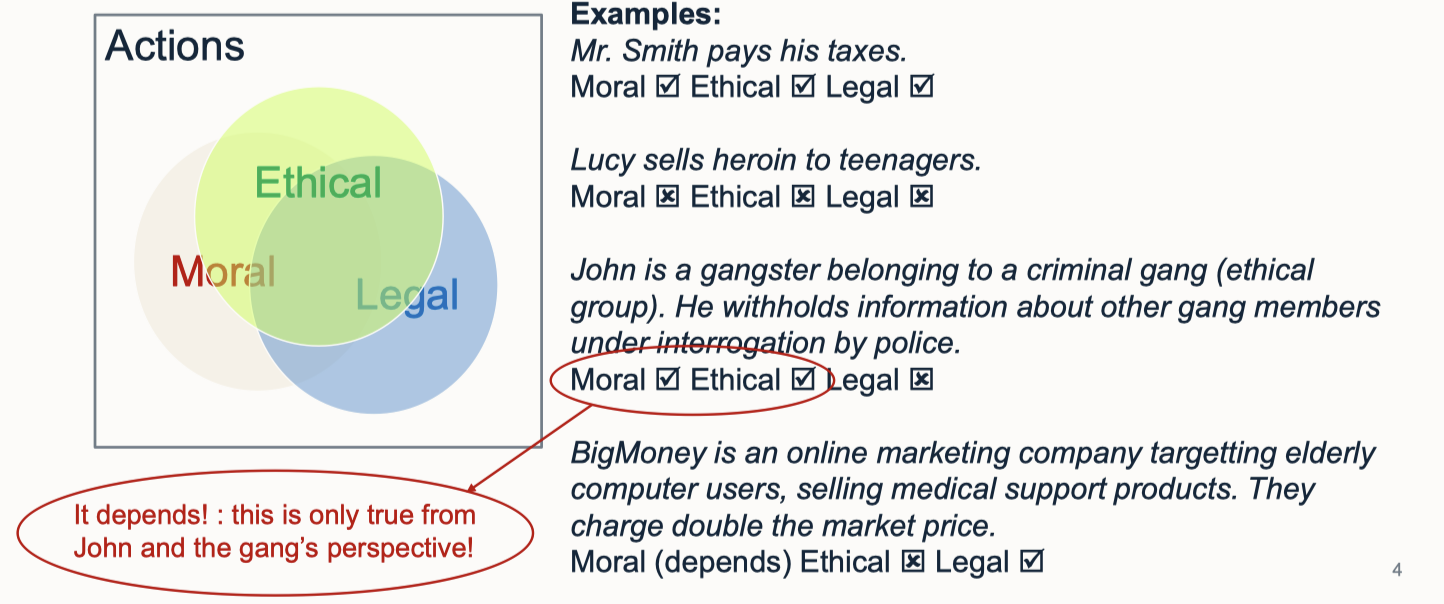 Actions
Ethical
Moral
Legal
It depends! : this is only true from
John and the gang's perspective!
Examples:
Mr. Smith pays his taxes.
Moral ☑ Ethical ☑ Legal ☑
Lucy sells heroin to teenagers.
Moral ☒ Ethical ☒ Legal ☒
John is a gangster belonging to a criminal gang (ethical
group). He withholds information about other gang members
under interrogation by police.
Moral ☑ Ethical ☑ Legal ☒
BigMoney is an online marketing company targetting elderly
computer users, selling medical support products. They
charge double the market price.
Moral (depends) Ethical ☒ Legal ☑
4